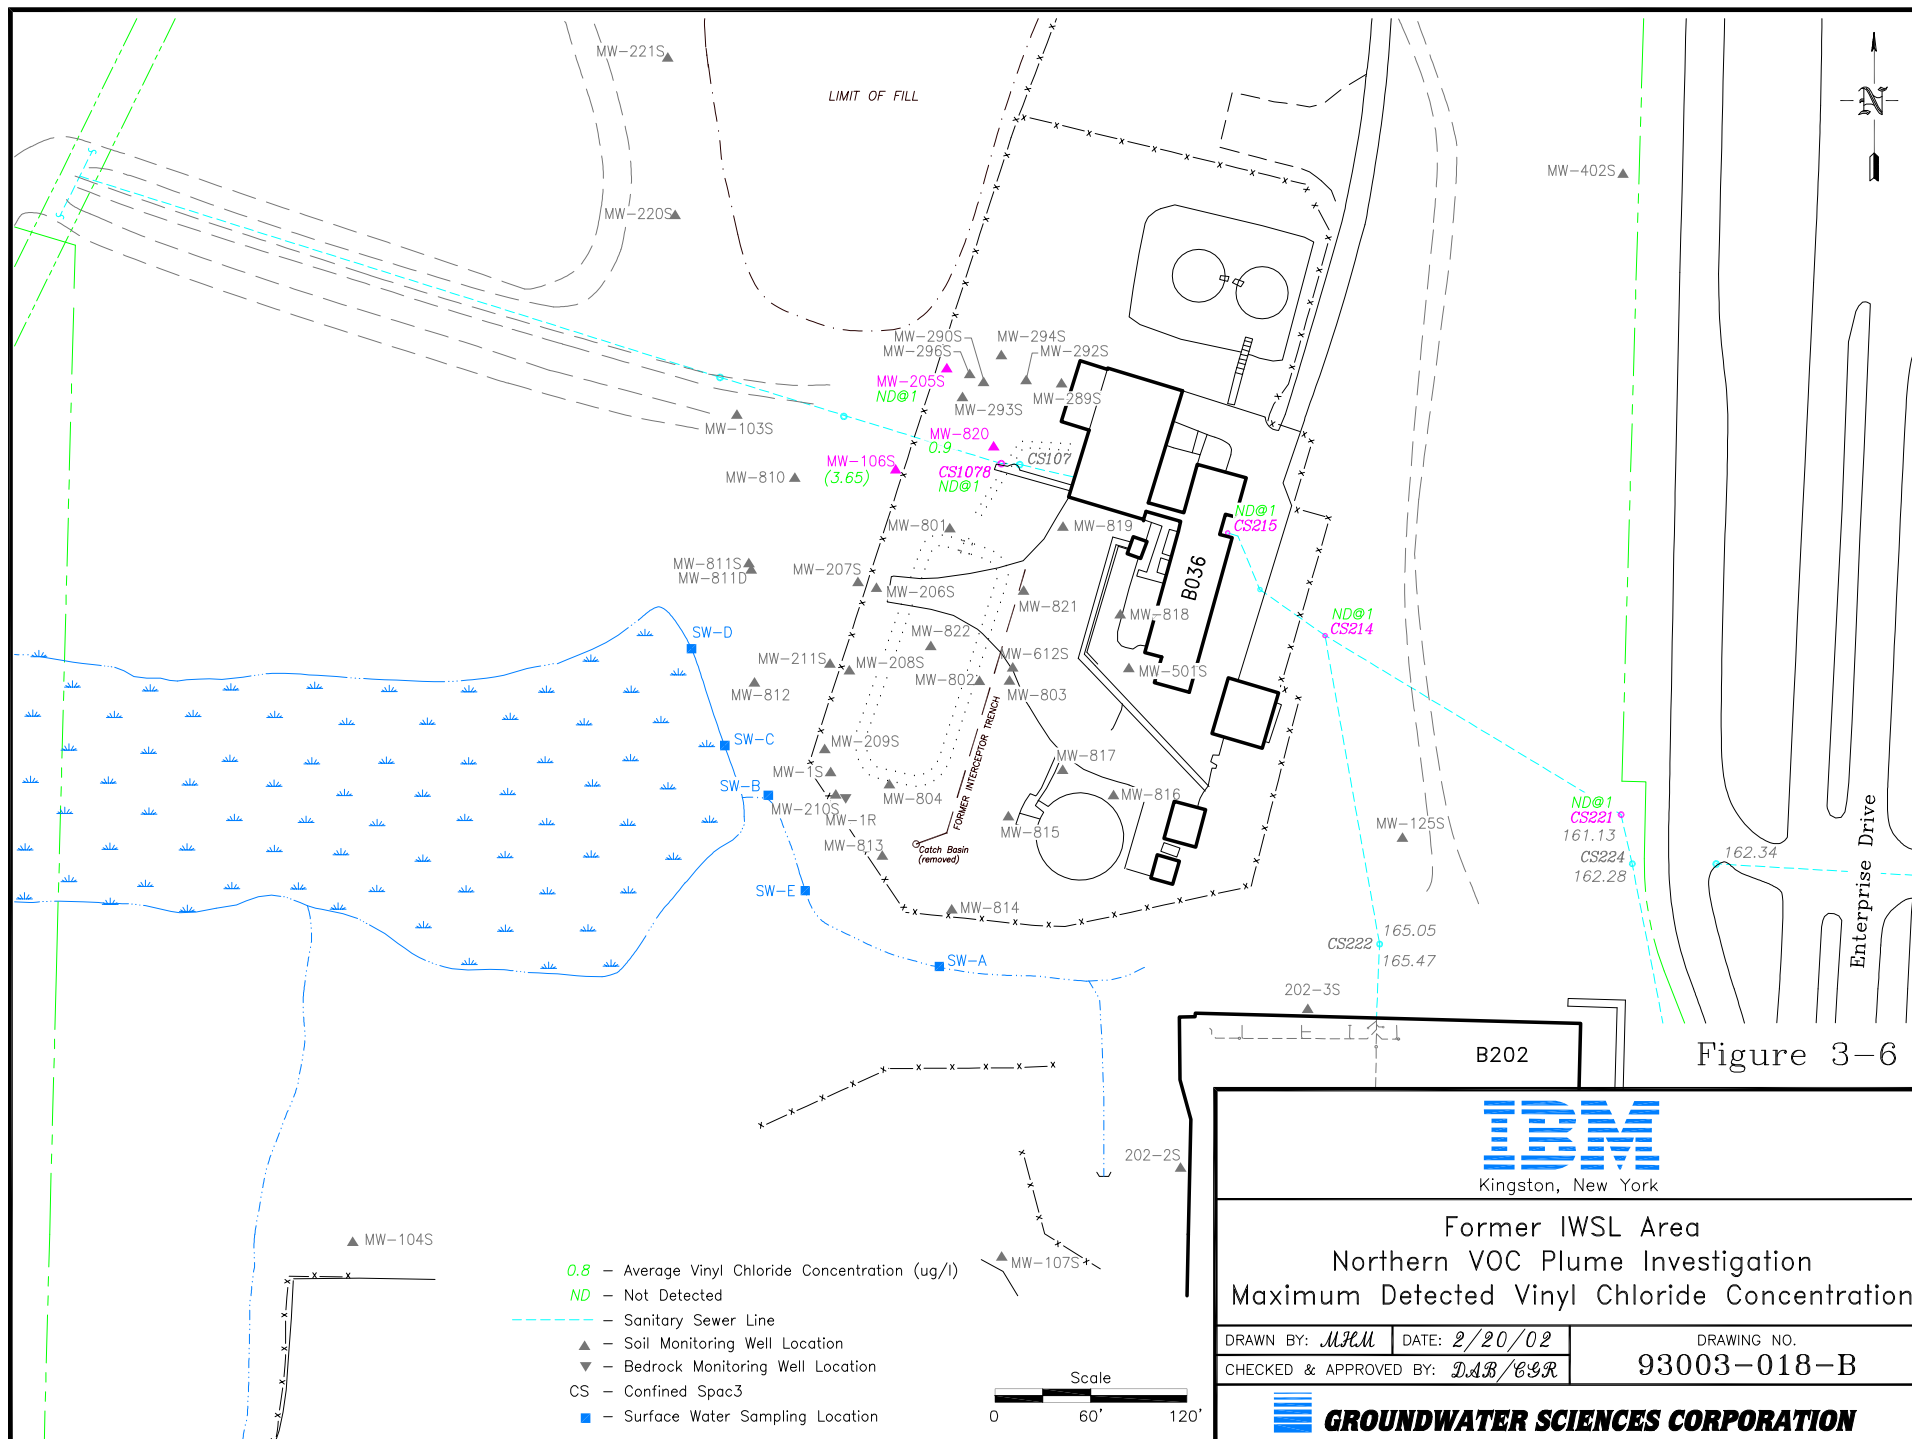 MW-221S
LIMIT OF FILL
N
MW-402S
MW-220S
S
S
MW-290S
MW-294S
MW-296S
MW-292S
MW-205S
ND@1
MW-289S
MW-293S
MW-103S
MW-820
0.9
CS107
MW-106S
(3.65)
CS1078
ND@1
MW-810
ND@1
CS215
MW-801
MW-819
MW-811S
MW-811D
MW-207S
MW-206S
B036
MW-821
MW-818
ND@1
CS214
SW-D
MW-822
MW-211S
MW-208S
MW-612S
MW-501S
MW-812
MW-802
MW-803
FORMER INTERCEPTOR TRENCH
SW-C
MW-209S
MW-1S
MW-817
SW-B
MW-210S
MW-804
MW-816
ND@1
CS221
161.13
MW-1R
MW-815
MW-125S
MW-813
Catch Basin
(removed)
CS224
162.28
162.34
Enterprise Drive
SW-E
MW-814
165.05
CS222
165.47
SW-A
202-3S
B202
Figure 3-6
202-2S
MW-104S
MW-107S
0.8 - Average Vinyl Chloride Concentration (ug/l)
ND - Not Detected
- Sanitary Sewer Line
- Soil Monitoring Well Location
- Bedrock Monitoring Well Location
CS - Confined Spac3
- Surface Water Sampling Location
Scale
0 60' 120'
IBM
Kingston, New York
Former IWSL Area
Northern VOC Plume Investigation
Maximum Detected Vinyl Chloride Concentration
DRAWN BY: MHM DATE: 2/20/02
CHECKED & APPROVED BY: DAB/CGR
DRAWING NO.
93003-018-B
GROUNDWATER SCIENCES CORPORATION